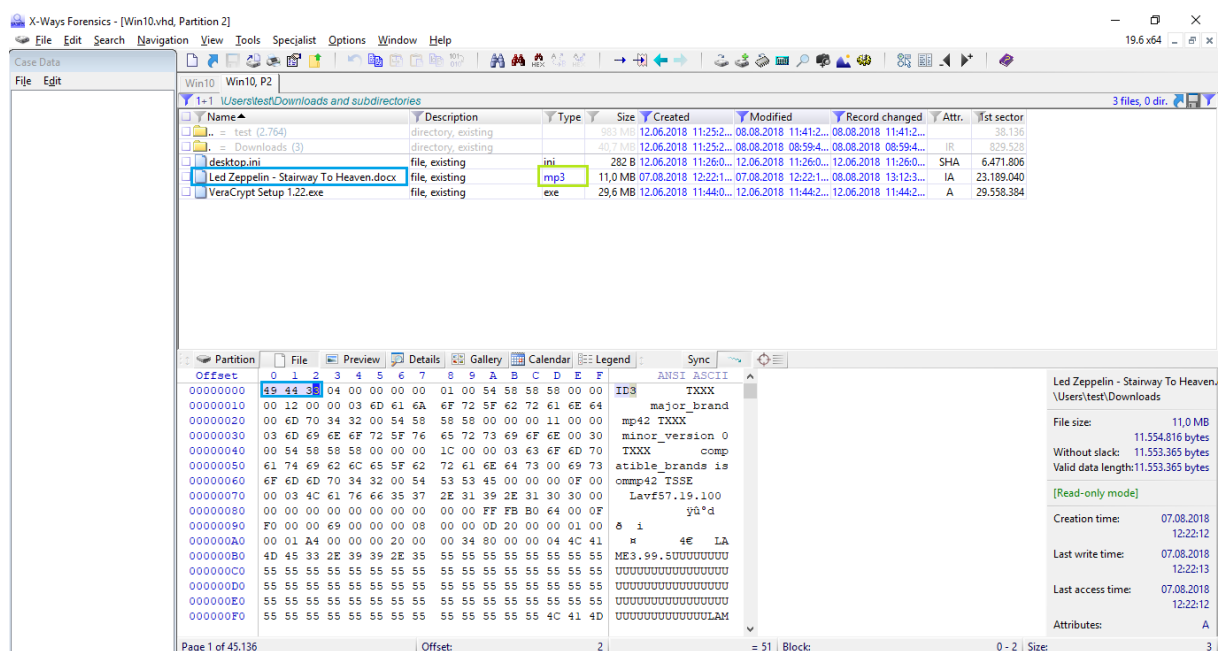 X-Ways Forensics - [Win10.vhd, Partition 2]
File Edit Search Navigation View Tools Specialist Options Window Help 19.6 x64
Case Data
File Edit
Win10 Win10, P2
1+1 \Users\test\Downloads and subdirectories 3 files, 0 dir.
Name Description Type Size Created Modified Record changed Attr. 1st sector
.. = test (2.764) directory, existing 983 MB 12.06.2018 11:25:2... 08.08.2018 11:41:2... 08.08.2018 11:41:2... 38.136
. = Downloads (3) directory, existing 40,7 MB 12.06.2018 11:25:2... 08.08.2018 08:59:4... 08.08.2018 08:59:4... IR 829.528
desktop.ini file, existing ini 282 B 12.06.2018 11:26:0... 12.06.2018 11:26:0... 12.06.2018 11:26:0... SHA 6.471.806
Led Zeppelin - Stairway To Heaven.docx file, existing mp3 11,0 MB 07.08.2018 12:22:1... 07.08.2018 12:22:1... 08.08.2018 13:12:3... IA 23.189.040
VeraCrypt Setup 1.22.exe file, existing exe 29,6 MB 12.06.2018 11:44:0... 12.06.2018 11:44:2... 12.06.2018 11:44:2... A 29.558.384
Partition File Preview Details Gallery Calendar Legend Sync
Offset 0 1 2 3 4 5 6 7 8 9 A B C D E F ANSI ASCII
00000000 49 44 33 04 00 00 00 00 01 00 54 58 58 58 00 00 ID3 TXXX
00000010 00 12 00 00 03 6D 61 6A 6F 72 5F 62 72 61 6E 64 major_brand
00000020 00 6D 70 34 32 00 54 58 58 58 00 00 00 11 00 00 mp42 TXXX
00000030 03 6D 69 6E 6F 72 5F 76 65 72 73 69 6F 6E 00 30 minor_version 0
00000040 00 54 58 58 58 00 00 00 1C 00 00 03 63 6F 6D 70 TXXX comp
00000050 61 74 69 62 6C 65 5F 62 72 61 6E 64 73 00 69 73 atible_brands is
00000060 6F 6D 6D 70 34 32 00 54 53 53 45 00 00 00 0F 00 ommp42 TSSE
00000070 00 03 4C 61 76 66 35 37 2E 31 39 2E 31 30 30 00 Lavf57.19.100
00000080 00 00 00 00 00 00 00 00 00 00 FF FB B0 64 00 0F ÿû°d
00000090 F0 00 00 69 00 00 00 08 00 00 0D 20 00 00 01 00 ð i
000000A0 00 01 A4 00 00 00 20 00 00 34 80 00 00 04 4C 41 ¤ 4€ LA
000000B0 4D 45 33 2E 39 39 2E 35 55 55 55 55 55 55 55 55 ME3.99.5UUUUUUUU
000000C0 55 55 55 55 55 55 55 55 55 55 55 55 55 55 55 55 UUUUUUUUUUUUUUUU
000000D0 55 55 55 55 55 55 55 55 55 55 55 55 55 55 55 55 UUUUUUUUUUUUUUUU
000000E0 55 55 55 55 55 55 55 55 55 55 55 55 55 55 55 55 UUUUUUUUUUUUUUUU
000000F0 55 55 55 55 55 55 55 55 55 55 55 55 55 4C 41 4D UUUUUUUUUUUUULAM
Led Zeppelin - Stairway To Heaven.
\Users\test\Downloads
File size: 11,0 MB
11.554.816 bytes
Without slack: 11.553.365 bytes
Valid data length: 11.553.365 bytes
[Read-only mode]
Creation time: 07.08.2018
12:22:12
Last write time: 07.08.2018
12:22:13
Last access time: 07.08.2018
12:22:12
Attributes: A
Page 1 of 45.136 Offset: 2 = 51 Block: 0 - 2 Size: 3